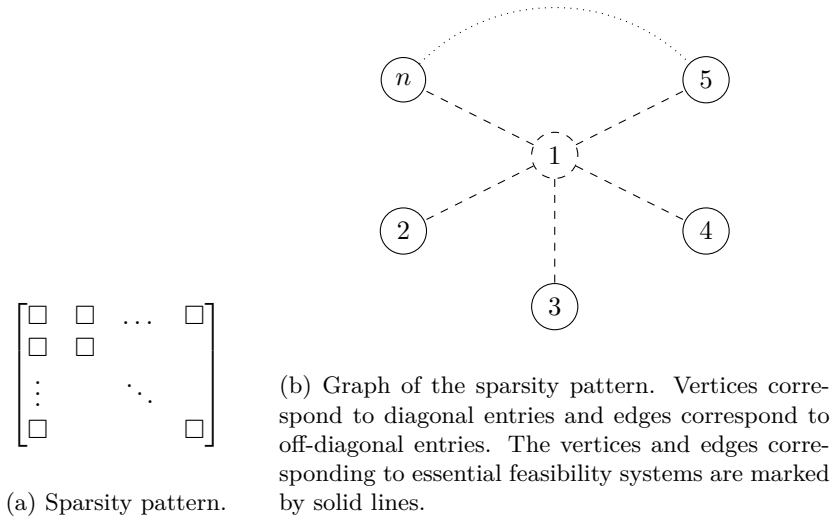 n
5
1
2
4
3
□ □ … □
□ □
⋮ ⋱
□ □
(a) Sparsity pattern.
(b) Graph of the sparsity pattern. Vertices corre-
spond to diagonal entries and edges correspond to
off-diagonal entries. The vertices and edges corre-
sponding to essential feasibility systems are marked
by solid lines.